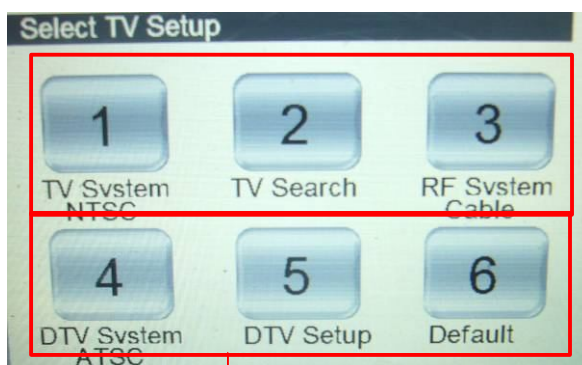 Select TV Setup
1 2 3
TV System TV Search RF System
NTSC Cable
4 5 6
DTV System DTV Setup Default
ATSC